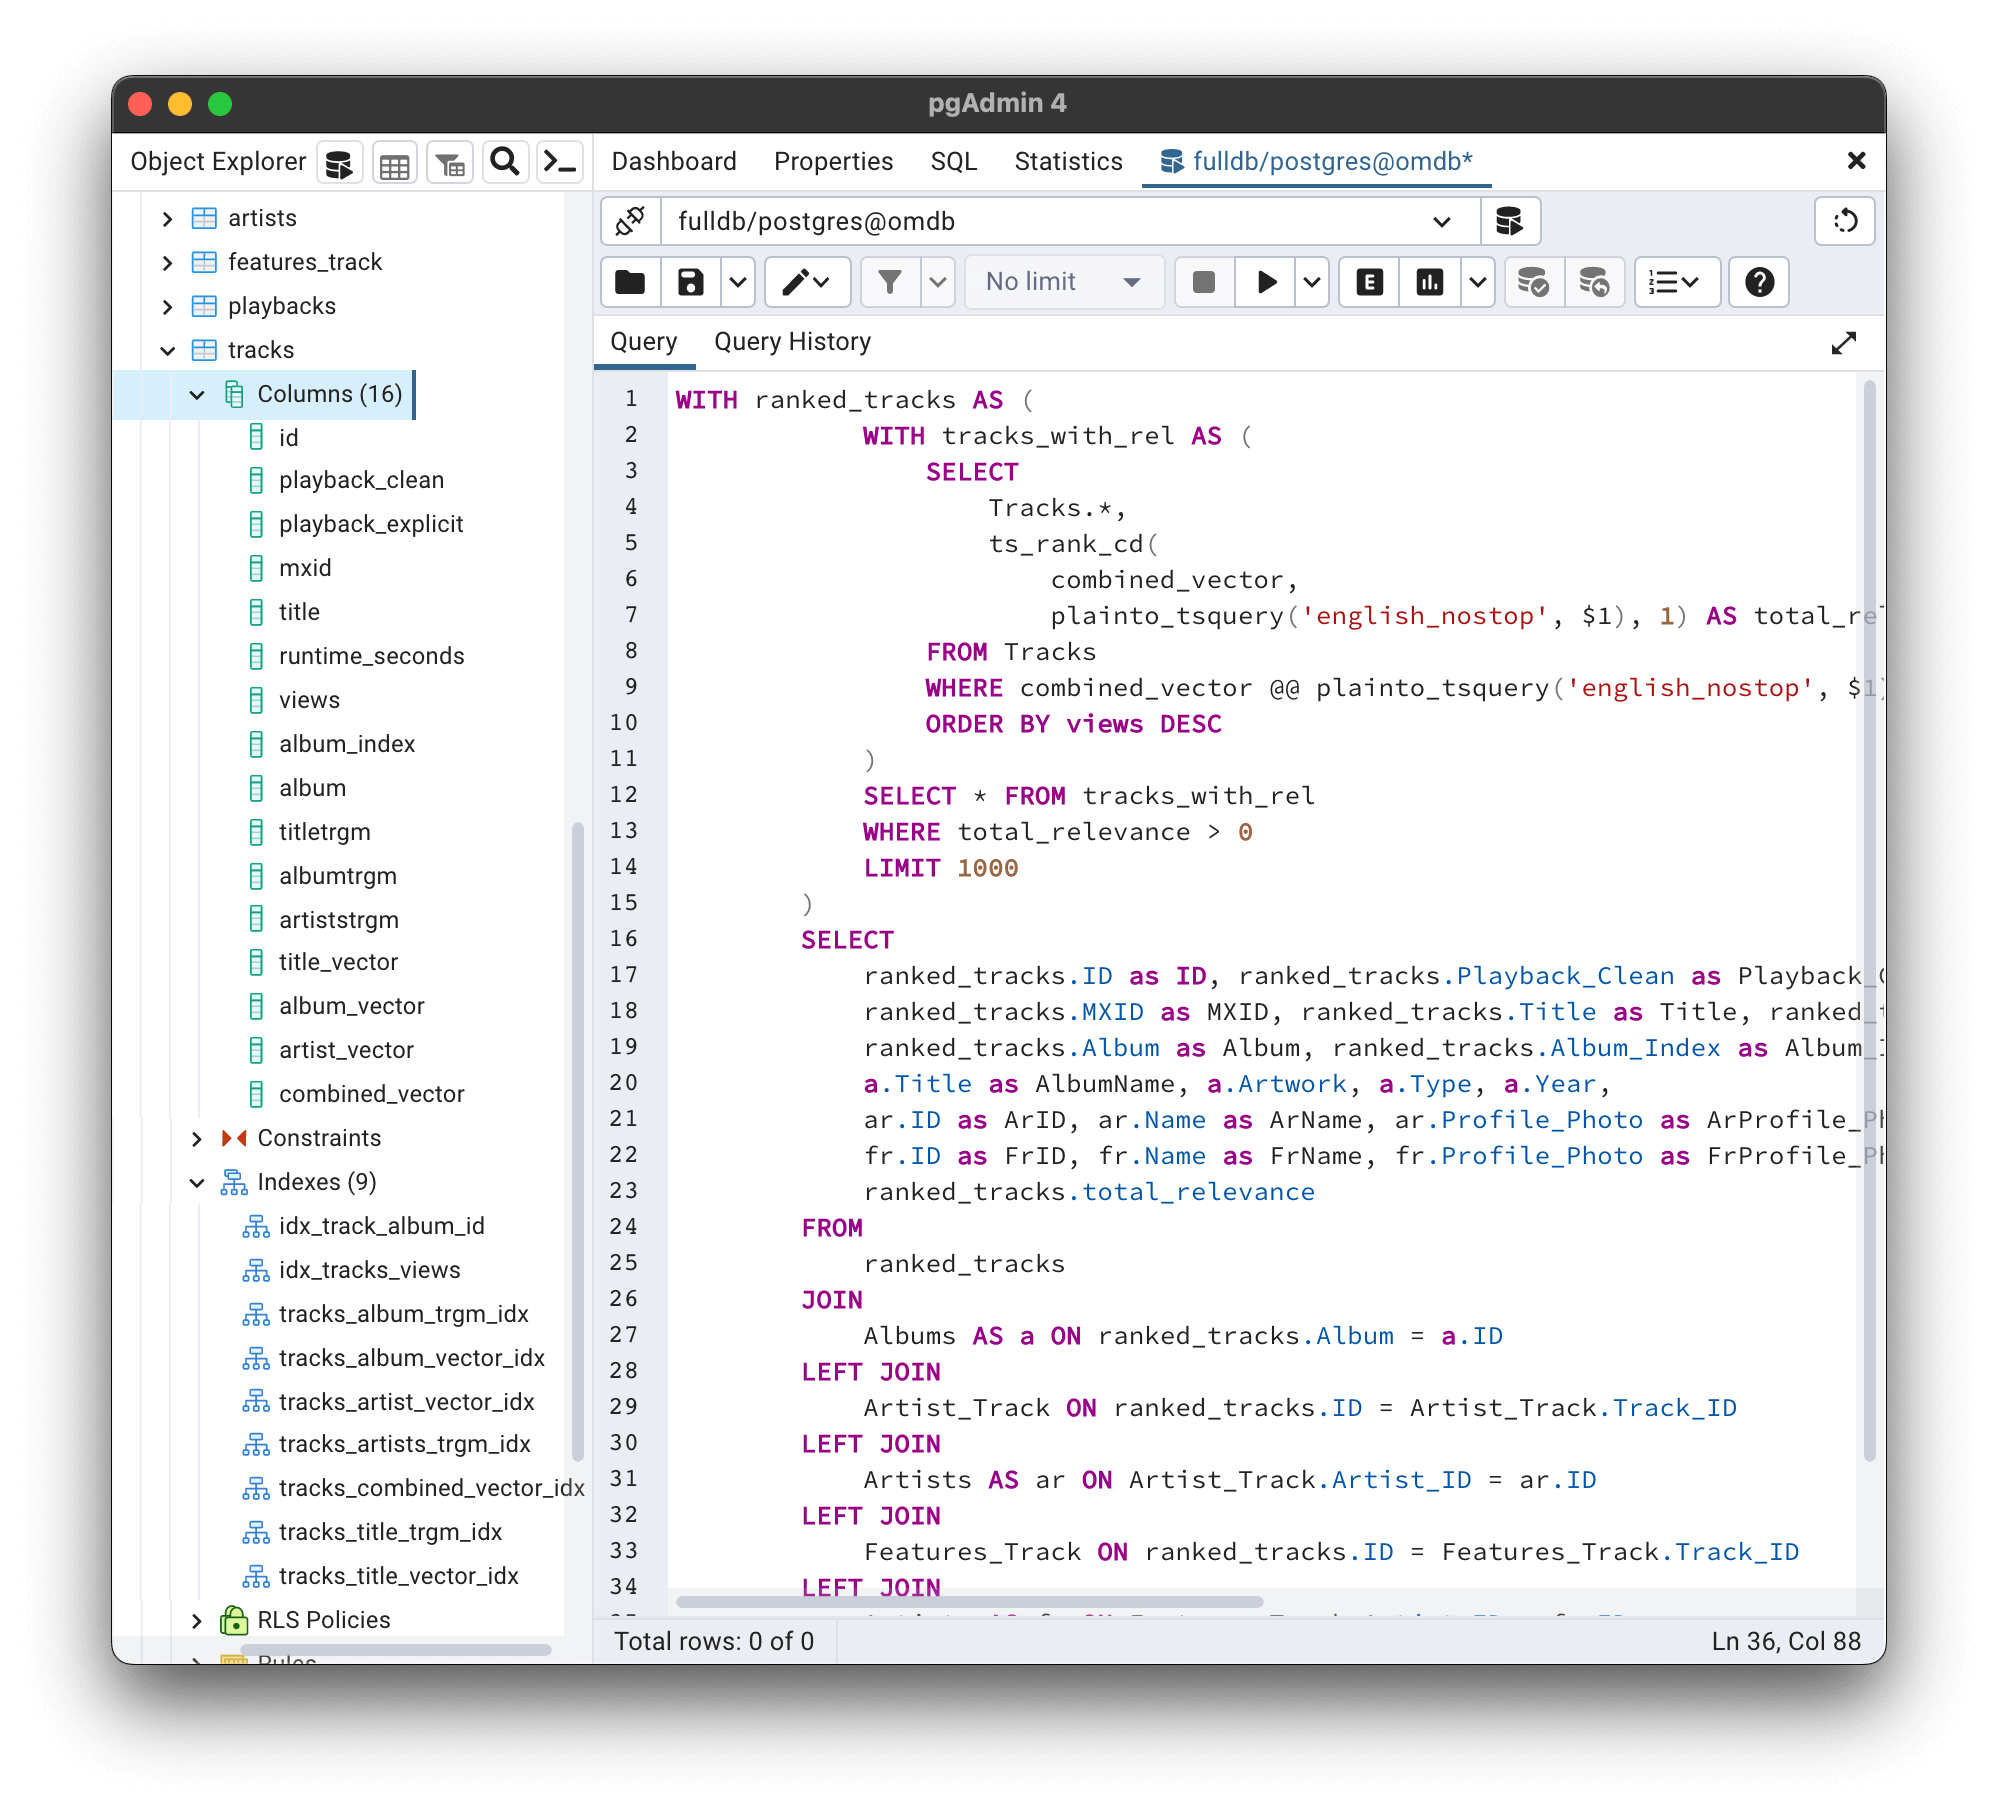 pgAdmin 4
Object Explorer
Dashboard Properties SQL Statistics fulldb/postgres@omdb*
artists
features_track
playbacks
tracks
Columns (16)
id
playback_clean
playback_explicit
mxid
title
runtime_seconds
views
album_index
album
titletrgm
albumtrgm
artiststrgm
title_vector
album_vector
artist_vector
combined_vector
Constraints
Indexes (9)
idx_track_album_id
idx_tracks_views
tracks_album_trgm_idx
tracks_album_vector_idx
tracks_artist_vector_idx
tracks_artists_trgm_idx
tracks_combined_vector_idx
tracks_title_trgm_idx
tracks_title_vector_idx
RLS Policies
Rules
fulldb/postgres@omdb
No limit
Query Query History
1 WITH ranked_tracks AS (
2 WITH tracks_with_rel AS (
3 SELECT
4 Tracks.*,
5 ts_rank_cd(
6 combined_vector,
7 plainto_tsquery('english_nostop', $1), 1) AS total_re
8 FROM Tracks
9 WHERE combined_vector @@ plainto_tsquery('english_nostop', $1)
10 ORDER BY views DESC
11 )
12 SELECT * FROM tracks_with_rel
13 WHERE total_relevance > 0
14 LIMIT 1000
15 )
16 SELECT
17 ranked_tracks.ID as ID, ranked_tracks.Playback_Clean as Playback_
18 ranked_tracks.MXID as MXID, ranked_tracks.Title as Title, ranked_
19 ranked_tracks.Album as Album, ranked_tracks.Album_Index as Album_
20 a.Title as AlbumName, a.Artwork, a.Type, a.Year,
21 ar.ID as ArID, ar.Name as ArName, ar.Profile_Photo as ArProfile_P
22 fr.ID as FrID, fr.Name as FrName, fr.Profile_Photo as FrProfile_P
23 ranked_tracks.total_relevance
24 FROM
25 ranked_tracks
26 JOIN
27 Albums AS a ON ranked_tracks.Album = a.ID
28 LEFT JOIN
29 Artist_Track ON ranked_tracks.ID = Artist_Track.Track_ID
30 LEFT JOIN
31 Artists AS ar ON Artist_Track.Artist_ID = ar.ID
32 LEFT JOIN
33 Features_Track ON ranked_tracks.ID = Features_Track.Track_ID
34 LEFT JOIN
Total rows: 0 of 0
Ln 36, Col 88